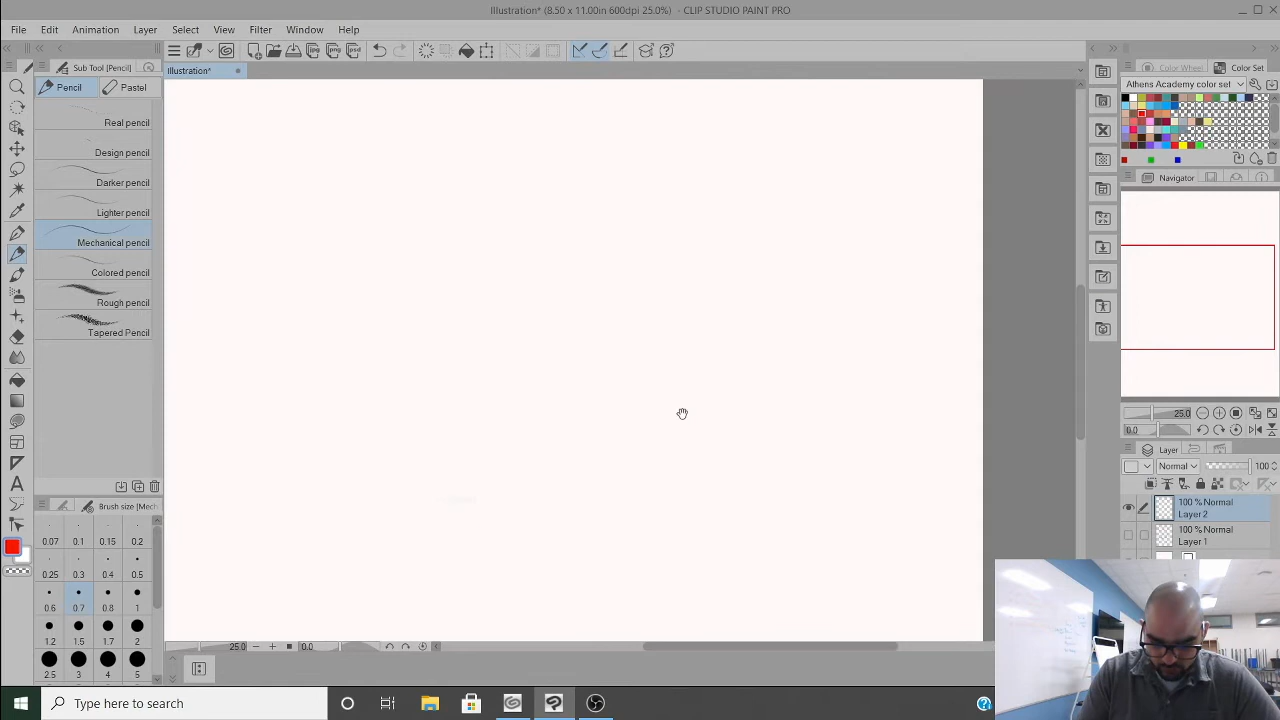 Illustration* (8.50 x 11.00in 600dpi 25.0%) - CLIP STUDIO PAINT PRO
File Edit Animation Layer Select View Filter Window Help
Sub Tool [Pencil]
Illustration*
Color Wheel Color Set
Pencil Pastel
Athens Academy color set
Real pencil
Design pencil
Darker pencil
Lighter pencil
Mechanical pencil
Colored pencil
Rough pencil
Tapered Pencil
Navigator
25.0
0.0
Layer
Normal 100
100 % Normal
Layer 2
100 % Normal
Layer 1
Brush size [Mech
0.07 0.1 0.15 0.2
0.25 0.3 0.4 0.5
0.6 0.7 0.8 1
1.2 1.5 1.7 2
2.5 3 4 5
25.0 0.0
Type here to search